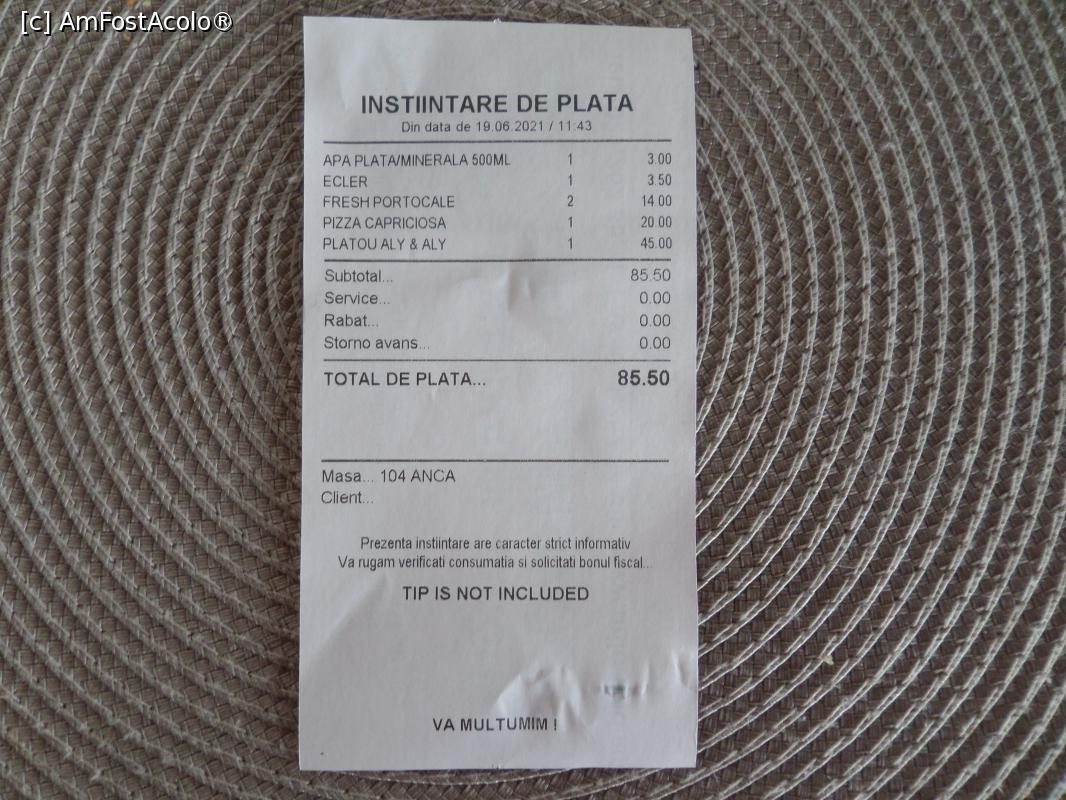 [c] AmFostAcolo®
INSTIINTARE DE PLATA
Din data de 19.06.2021 / 11:43
APA PLATA/MINERALA 500ML 1 3.00
ECLER 1 3.50
FRESH PORTOCALE 2 14.00
PIZZA CAPRICIOSA 1 20.00
PLATOU ALY & ALY 1 45.00
Subtotal... 85.50
Service... 0.00
Rabat... 0.00
Storno avans... 0.00
TOTAL DE PLATA... 85.50
Masa... 104 ANCA
Client...
Prezenta instiintare are caracter strict informativ
Va rugam verificati consumatia si solicitati bonul fiscal...
TIP IS NOT INCLUDED
VA MULTUMIM !